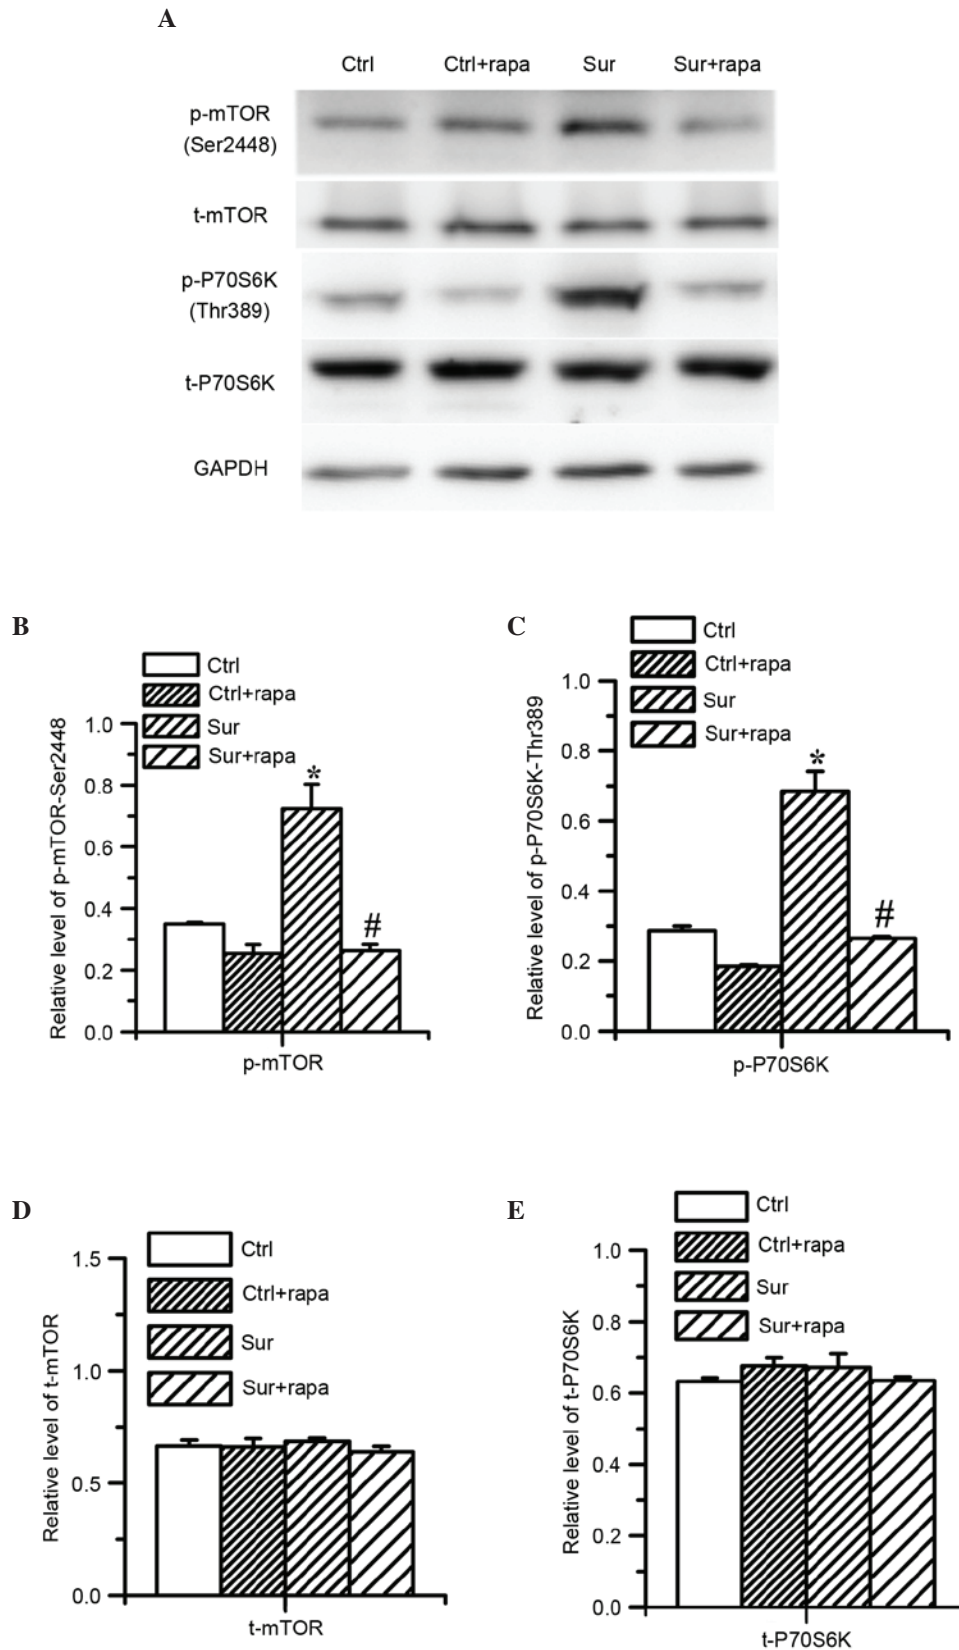 A
Ctrl Ctrl+rapa Sur Sur+rapa
p-mTOR
(Ser2448)
t-mTOR
p-P70S6K
(Thr389)
t-P70S6K
GAPDH
B
Ctrl
Ctrl+rapa
Sur
Sur+rapa
Relative level of p-mTOR-Ser2448
1.0
0.8
0.6
0.4
0.2
0.0
*
#
p-mTOR
C
Ctrl
Ctrl+rapa
Sur
Sur+rapa
Relative level of p-P70S6K-Thr389
1.0
0.8
0.6
0.4
0.2
0.0
*
#
p-P70S6K
D
Ctrl
Ctrl+rapa
Sur
Sur+rapa
Relative level of t-mTOR
1.5
1.0
0.5
0.0
t-mTOR
E
Ctrl
Ctrl+rapa
Sur
Sur+rapa
Relative level of t-P70S6K
1.0
0.8
0.6
0.4
0.2
0.0
t-P70S6K